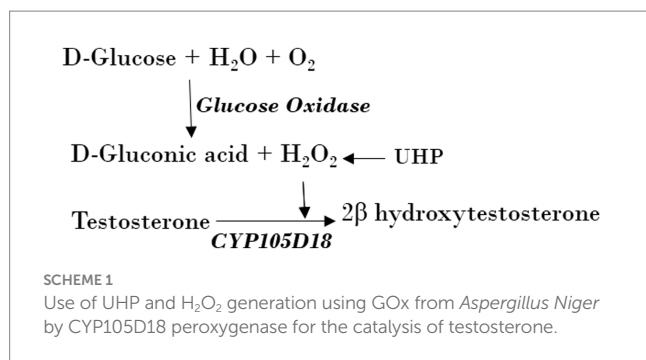 D-Glucose + H₂O + O₂
Glucose Oxidase
D-Gluconic acid + H₂O₂ ← UHP
Testosterone → 2β hydroxytestosterone
CYP105D18
SCHEME 1
Use of UHP and H₂O₂ generation using GOx from Aspergillus Niger
by CYP105D18 peroxygenase for the catalysis of testosterone.